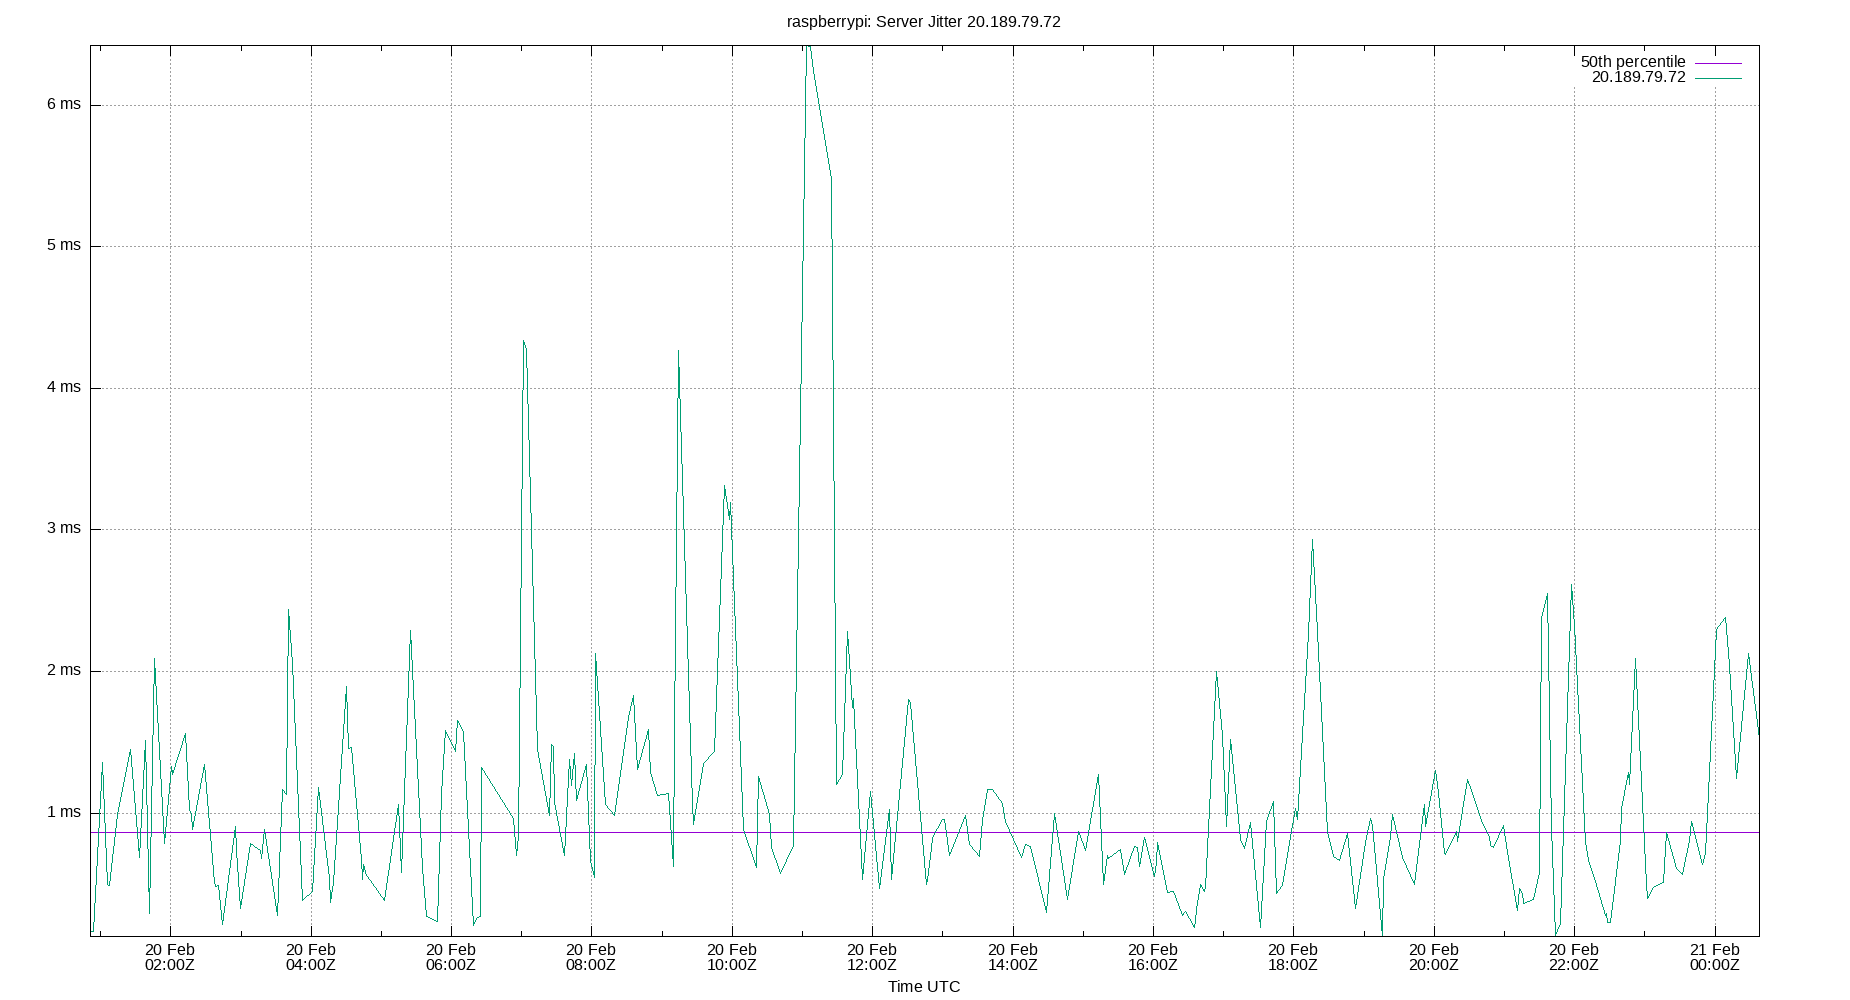 raspberrypi: Server Jitter 20.189.79.72
50th percentile
20.189.79.72
6 ms
5 ms
4 ms
3 ms
2 ms
1 ms
20 Feb 20 Feb 20 Feb 20 Feb 20 Feb 20 Feb 20 Feb 20 Feb 20 Feb 20 Feb 20 Feb 21 Feb
02:00Z 04:00Z 06:00Z 08:00Z 10:00Z 12:00Z 14:00Z 16:00Z 18:00Z 20:00Z 22:00Z 00:00Z
Time UTC